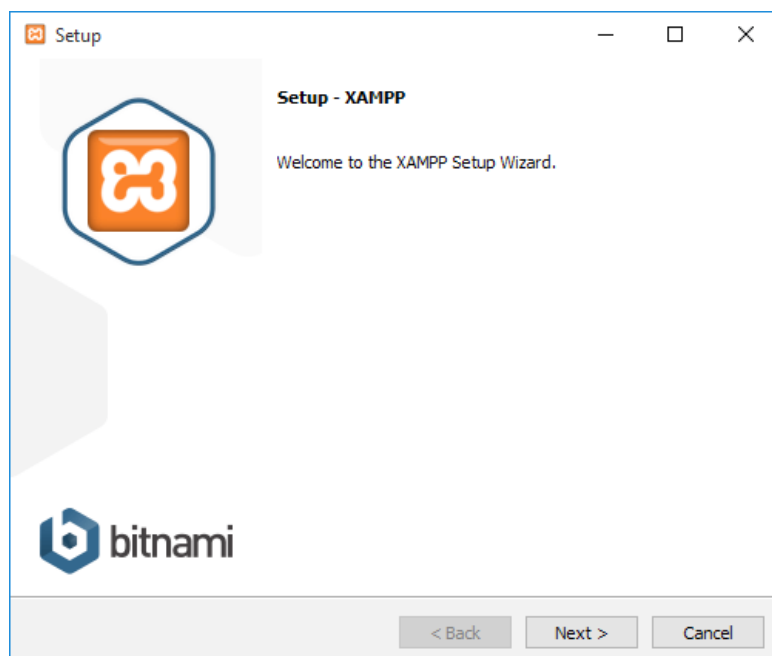 Setup
Setup - XAMPP
Welcome to the XAMPP Setup Wizard.
bitnami
< Back
Next >
Cancel